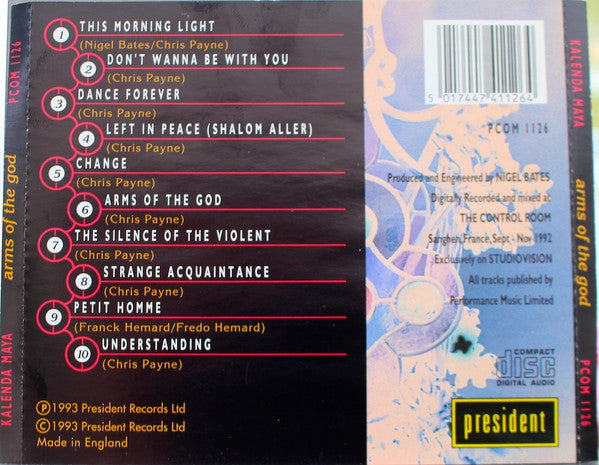 KALENDA MAYA
arms of the god
PCOM 1126
1 THIS MORNING LIGHT
(Nigel Bates/Chris Payne)
2 DON'T WANNA BE WITH YOU
(Chris Payne)
3 DANCE FOREVER
(Chris Payne)
4 LEFT IN PEACE (SHALOM ALLER)
(Chris Payne)
5 CHANGE
(Chris Payne)
6 ARMS OF THE GOD
(Chris Payne)
7 THE SILENCE OF THE VIOLENT
(Chris Payne)
8 STRANGE ACQUAINTANCE
(Chris Payne)
9 PETIT HOMME
(Franck Hemard/Fredo Hemard)
10 UNDERSTANDING
(Chris Payne)
Ⓟ 1993 President Records Ltd
© 1993 President Records Ltd
Made in England
5 017447 411264
PCOM 1126
Produced and Engineered by NIGEL BATES
Digitally Recorded and mixed at
THE CONTROL ROOM
Sanghen, France, Sept - Nov 1992
Exclusively on STUDIOVISION
All tracks published by
Performance Music Limited
COMPACT
disc
DIGITAL AUDIO
president
KALENDA MAYA
arms of the god
PCOM 1126